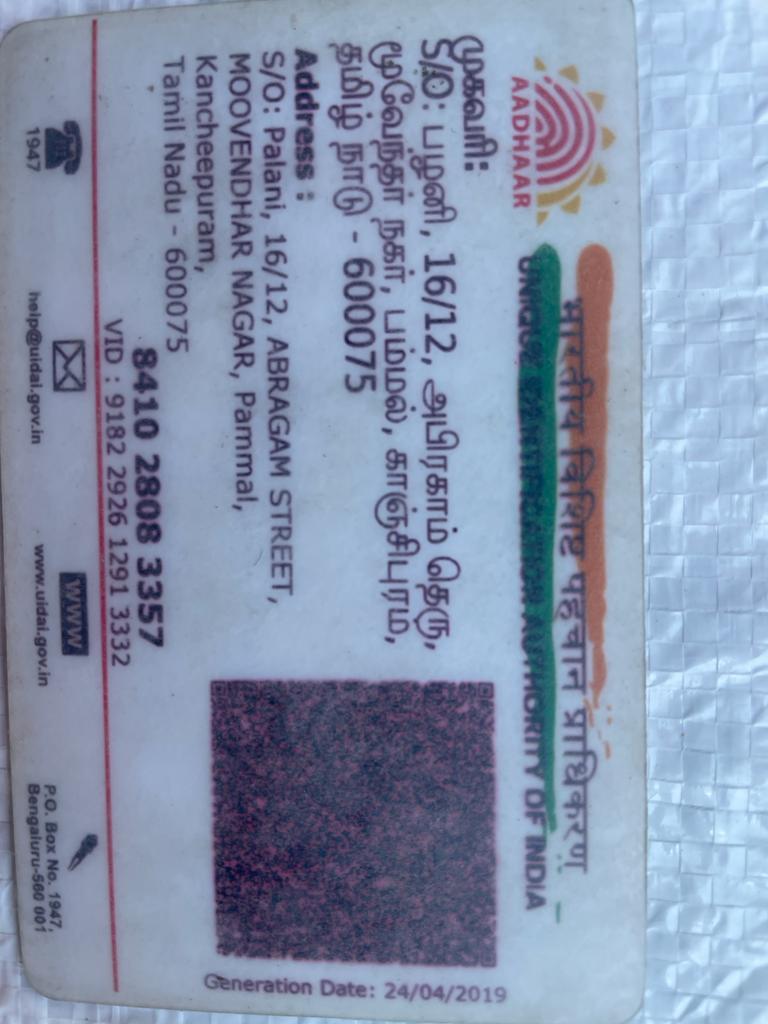 AADHAAR
भारतीय विशिष्ट पहचान प्राधिकरण
UNIQUE IDENTIFICATION AUTHORITY OF INDIA
முகவரி:
S/O: பழனி, 16/12, அபிரகாம் தெரு,
மூவேந்தர் நகர், பம்மல், காஞ்சிபுரம்,
தமிழ் நாடு - 600075
Address :
S/O: Palani, 16/12, ABRAGAM STREET,
MOOVENDHAR NAGAR, Pammal,
Kancheepuram,
Tamil Nadu - 600075
Generation Date: 24/04/2019
8410 2808 3357
VID : 9182 2926 1291 3332
1947
help@uidai.gov.in
www
www.uidai.gov.in
P.O. Box No. 1947,
Bengaluru-560 001